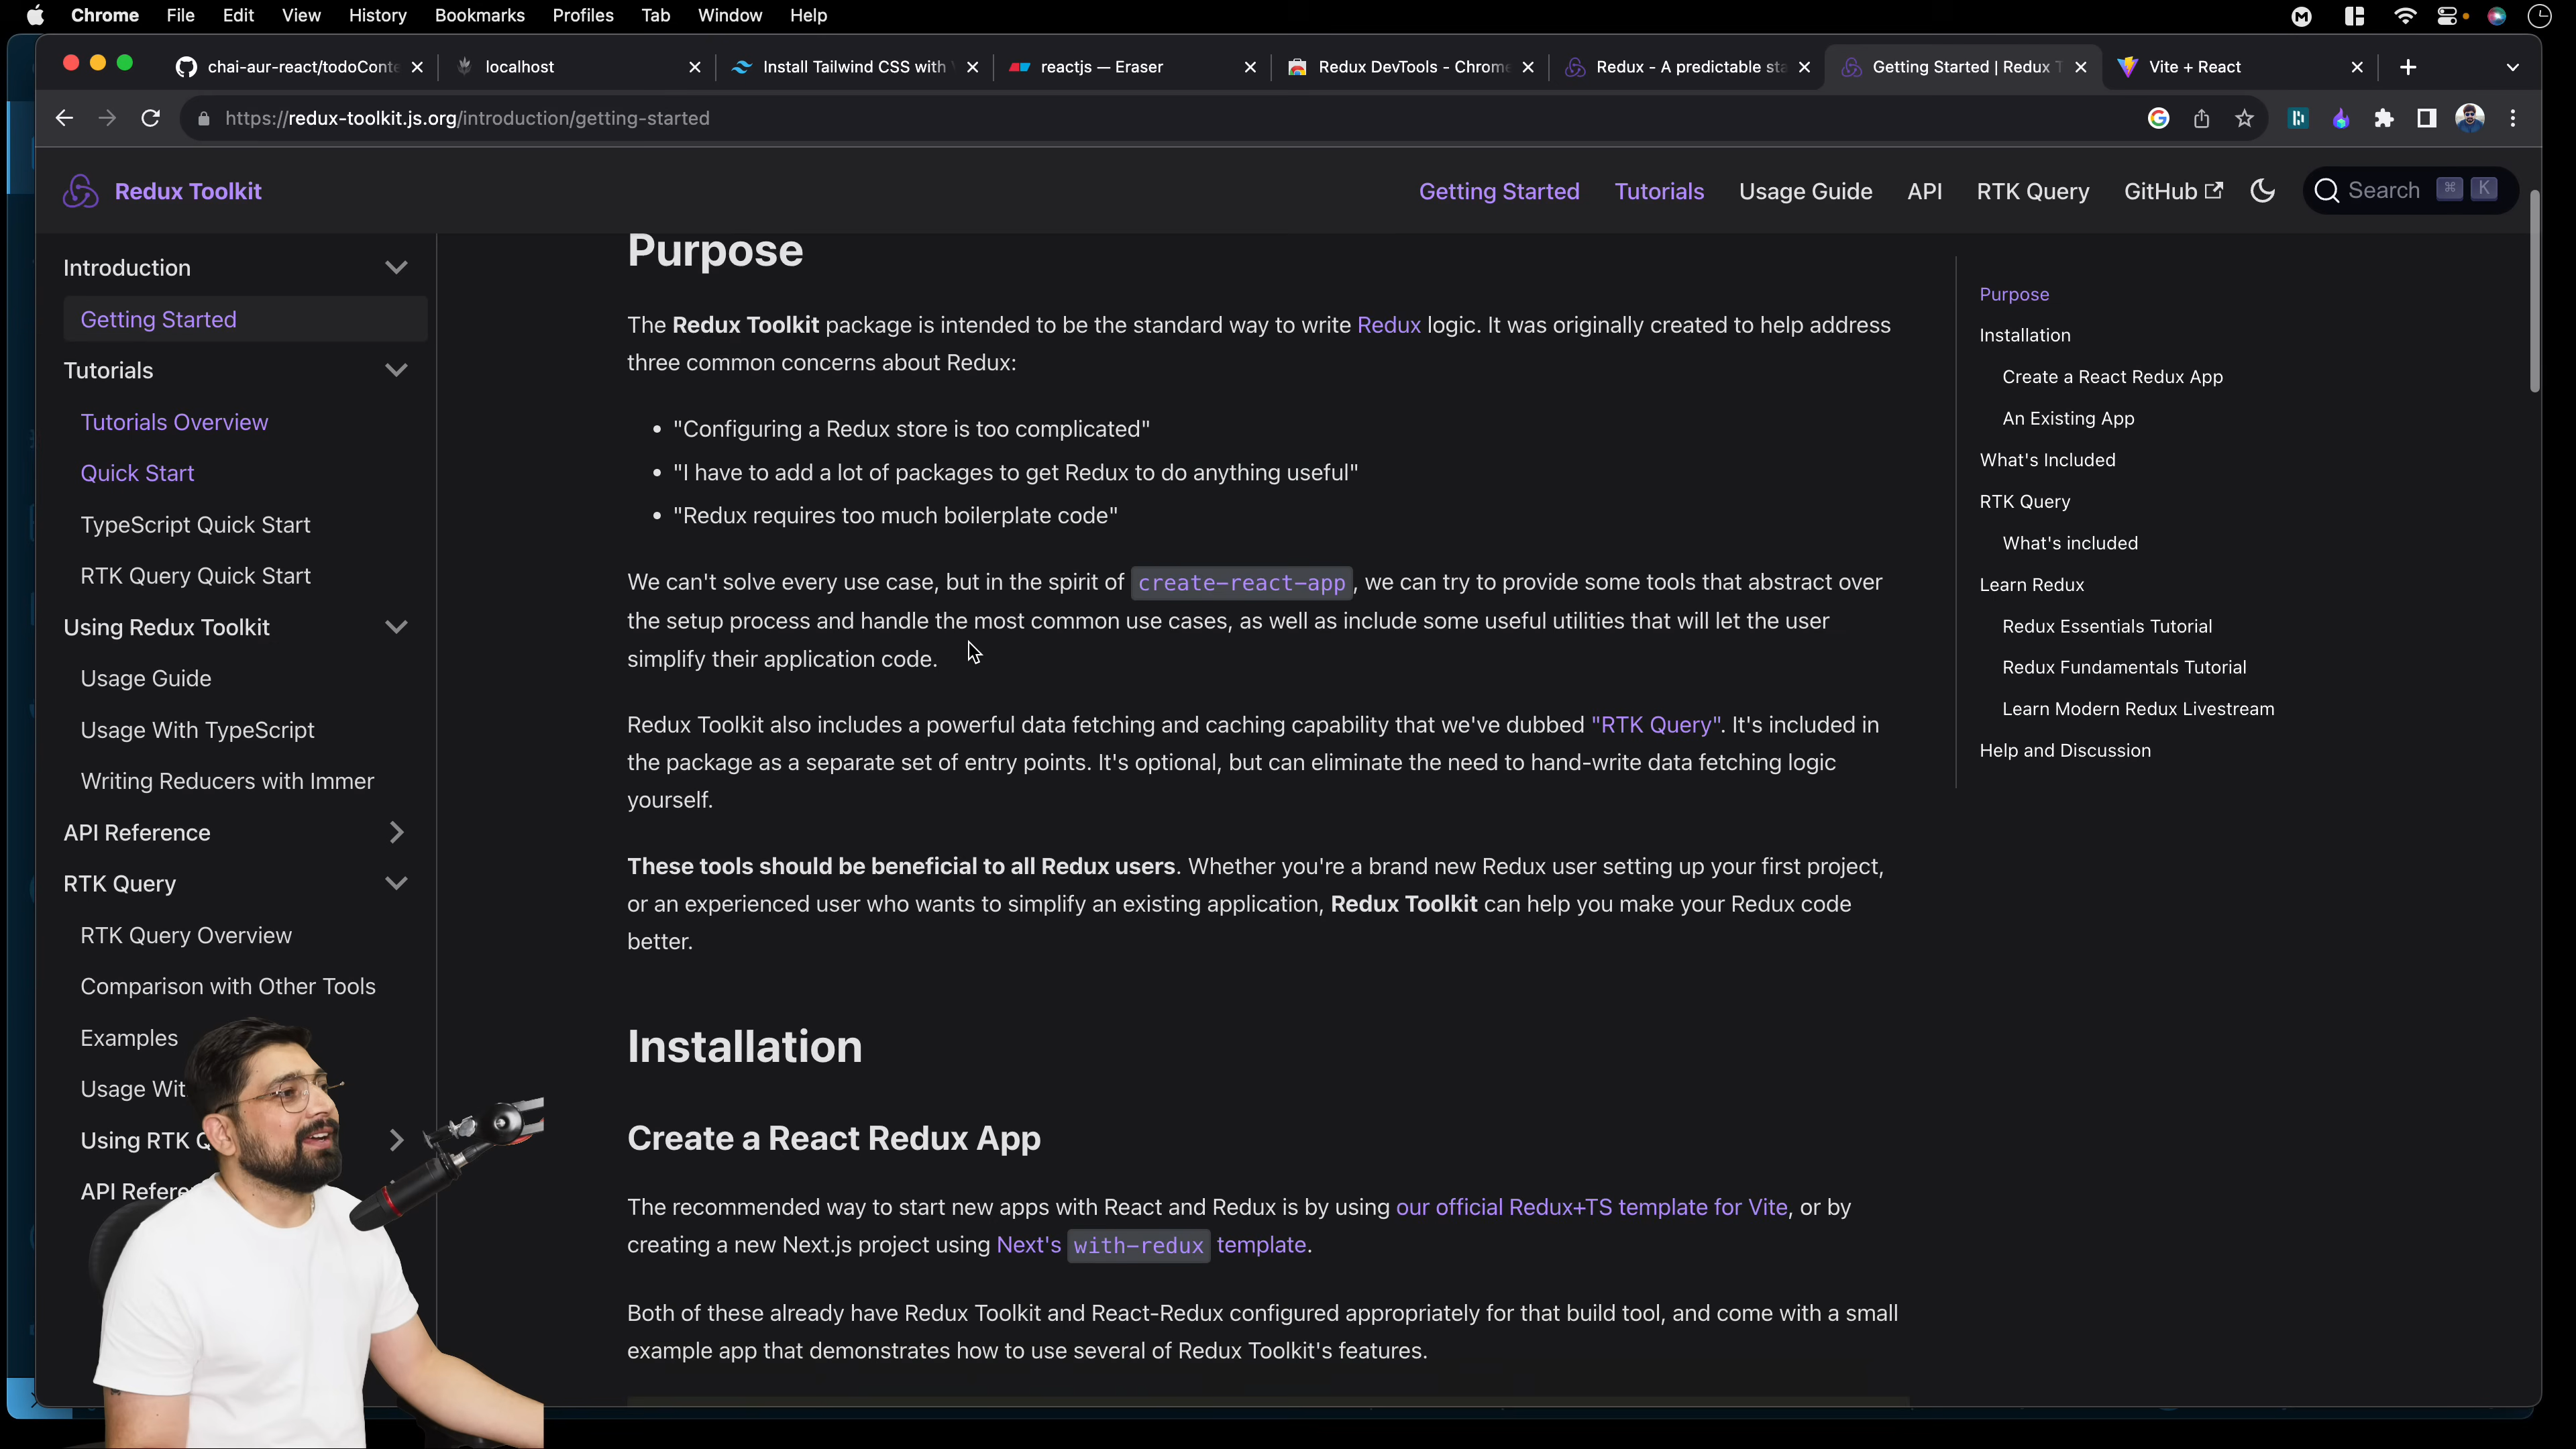 Chrome File Edit View History Bookmarks Profiles Tab Window Help
chai-aur-react/todoConte
localhost
Install Tailwind CSS with
reactjs — Eraser
Redux DevTools - Chrome
Redux - A predictable sta
Getting Started | Redux T
Vite + React
https://redux-toolkit.js.org/introduction/getting-started
Redux Toolkit
Getting Started Tutorials Usage Guide API RTK Query GitHub Search ⌘ K
Introduction
Getting Started
Tutorials
Tutorials Overview
Quick Start
TypeScript Quick Start
RTK Query Quick Start
Using Redux Toolkit
Usage Guide
Usage With TypeScript
Writing Reducers with Immer
API Reference
RTK Query
RTK Query Overview
Comparison with Other Tools
Examples
Usage Wit
Using RTK Q
API Refere
Purpose
The Redux Toolkit package is intended to be the standard way to write Redux logic. It was originally created to help address
three common concerns about Redux:
• "Configuring a Redux store is too complicated"
• "I have to add a lot of packages to get Redux to do anything useful"
• "Redux requires too much boilerplate code"
We can't solve every use case, but in the spirit of create-react-app, we can try to provide some tools that abstract over
the setup process and handle the most common use cases, as well as include some useful utilities that will let the user
simplify their application code.
Redux Toolkit also includes a powerful data fetching and caching capability that we've dubbed "RTK Query". It's included in
the package as a separate set of entry points. It's optional, but can eliminate the need to hand-write data fetching logic
yourself.
These tools should be beneficial to all Redux users. Whether you're a brand new Redux user setting up your first project,
or an experienced user who wants to simplify an existing application, Redux Toolkit can help you make your Redux code
better.
Installation
Create a React Redux App
The recommended way to start new apps with React and Redux is by using our official Redux+TS template for Vite, or by
creating a new Next.js project using Next's with-redux template.
Both of these already have Redux Toolkit and React-Redux configured appropriately for that build tool, and come with a small
example app that demonstrates how to use several of Redux Toolkit's features.
Purpose
Installation
Create a React Redux App
An Existing App
What's Included
RTK Query
What's included
Learn Redux
Redux Essentials Tutorial
Redux Fundamentals Tutorial
Learn Modern Redux Livestream
Help and Discussion